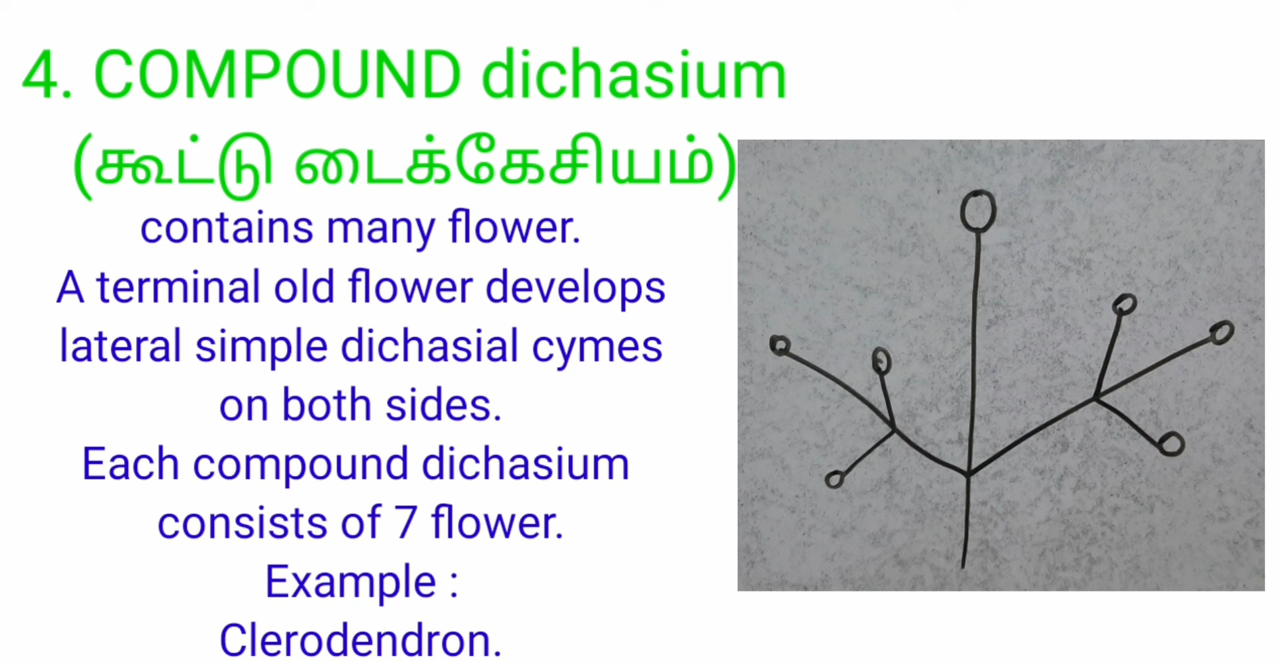 4. COMPOUND dichasium
(கூட்டு டைக்கேசியம்)
contains many flower.
A terminal old flower develops
lateral simple dichasial cymes
on both sides.
Each compound dichasium
consists of 7 flower.
Example :
Clerodendron.